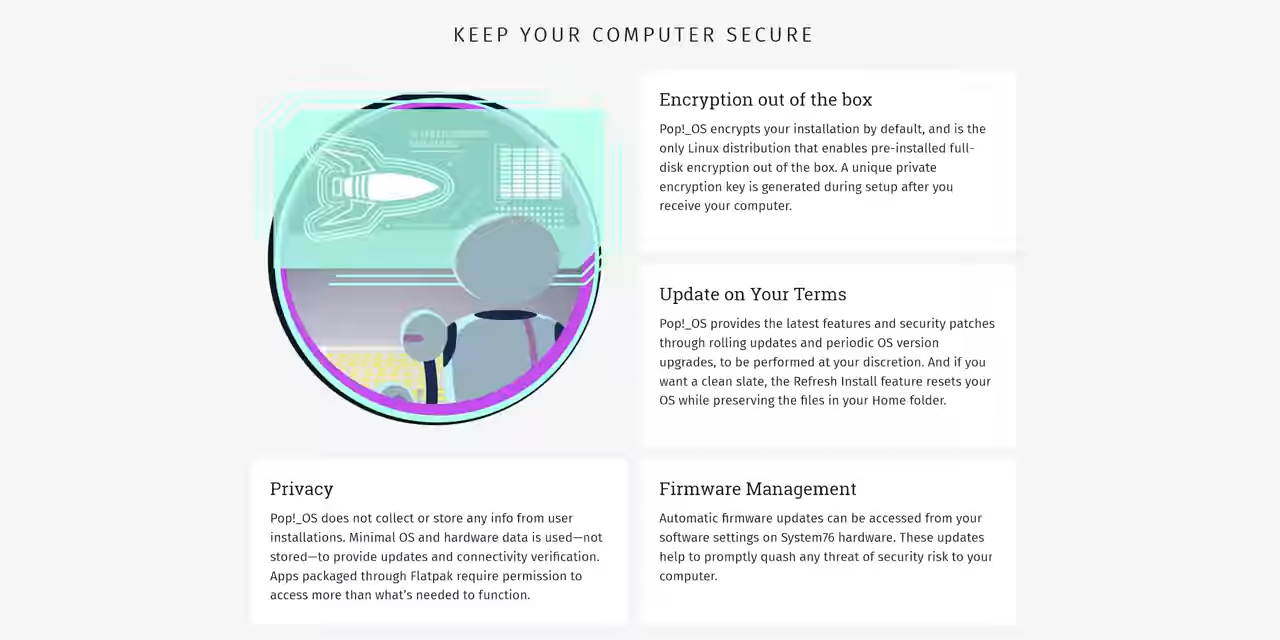 KEEP YOUR COMPUTER SECURE
Encryption out of the box
Pop!_OS encrypts your installation by default, and is the
only Linux distribution that enables pre-installed full-
disk encryption out of the box. A unique private
encryption key is generated during setup after you
receive your computer.
Update on Your Terms
Pop!_OS provides the latest features and security patches
through rolling updates and periodic OS version
upgrades, to be performed at your discretion. And if you
want a clean slate, the Refresh Install feature resets your
OS while preserving the files in your Home folder.
Privacy
Pop!_OS does not collect or store any info from user
installations. Minimal OS and hardware data is used—not
stored—to provide updates and connectivity verification.
Apps packaged through Flatpak require permission to
access more than what's needed to function.
Firmware Management
Automatic firmware updates can be accessed from your
software settings on System76 hardware. These updates
help to promptly quash any threat of security risk to your
computer.